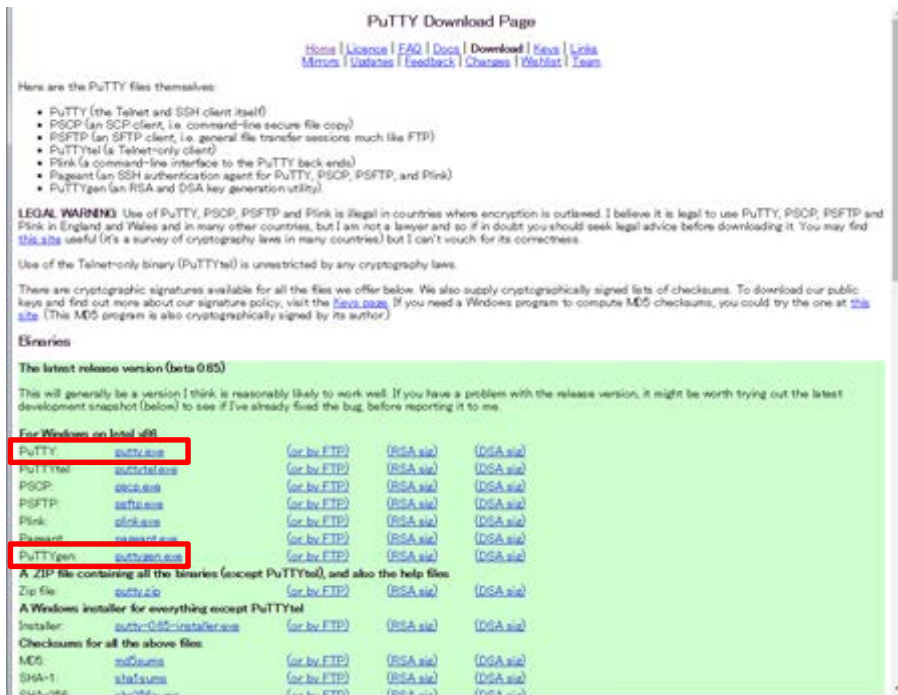 PuTTY Download Page
Home | Licence | FAQ | Docs | Download | Keys | Links
Mirrors | Updates | Feedback | Changes | Wishlist | Team
Here are the PuTTY files themselves:
• PuTTY (the Telnet and SSH client itself)
• PSCP (an SCP client, i.e. command-line secure file copy)
• PSFTP (an SFTP client, i.e. general file transfer sessions much like FTP)
• PuTTYtel (a Telnet-only client)
• Plink (a command-line interface to the PuTTY back ends)
• Pageant (an SSH authentication agent for PuTTY, PSCP, PSFTP, and Plink)
• PuTTYgen (an RSA and DSA key generation utility).
LEGAL WARNING: Use of PuTTY, PSCP, PSFTP and Plink is illegal in countries where encryption is outlawed. I believe it is legal to use PuTTY, PSCP, PSFTP and
Plink in England and Wales and in many other countries, but I am not a lawyer and so if in doubt you should seek legal advice before downloading it. You may find
this site useful (it's a survey of cryptography laws in many countries) but I can't vouch for its correctness.
Use of the Telnet-only binary (PuTTYtel) is unrestricted by any cryptography laws.
There are cryptographic signatures available for all the files we offer below. We also supply cryptographically signed lists of checksums. To download our public
keys and find out more about our signature policy, visit the Keys page. If you need a Windows program to compute MD5 checksums, you could try the one at this
site. (This MD5 program is also cryptographically signed by its author.)
Binaries
The latest release version (beta 0.65)
This will generally be a version I think is reasonably likely to work well. If you have a problem with the release version, it might be worth trying out the latest
development snapshot (below) to see if I've already fixed the bug, before reporting it to me.
For Windows on Intel x86
PuTTY: putty.exe (or by FTP) (RSA sig) (DSA sig)
PuTTYtel: puttytel.exe (or by FTP) (RSA sig) (DSA sig)
PSCP: pscp.exe (or by FTP) (RSA sig) (DSA sig)
PSFTP: psftp.exe (or by FTP) (RSA sig) (DSA sig)
Plink: plink.exe (or by FTP) (RSA sig) (DSA sig)
Pageant: pageant.exe (or by FTP) (RSA sig) (DSA sig)
PuTTYgen: puttygen.exe (or by FTP) (RSA sig) (DSA sig)
A .ZIP file containing all the binaries (except PuTTYtel), and also the help files
Zip file: putty.zip (or by FTP) (RSA sig) (DSA sig)
A Windows installer for everything except PuTTYtel
Installer: putty-0.65-installer.exe (or by FTP) (RSA sig) (DSA sig)
Checksums for all the above files
MD5: md5sums (or by FTP) (RSA sig) (DSA sig)
SHA-1: sha1sums (or by FTP) (RSA sig) (DSA sig)
SHA-256: sha256sums (or by FTP) (RSA sig) (DSA sig)